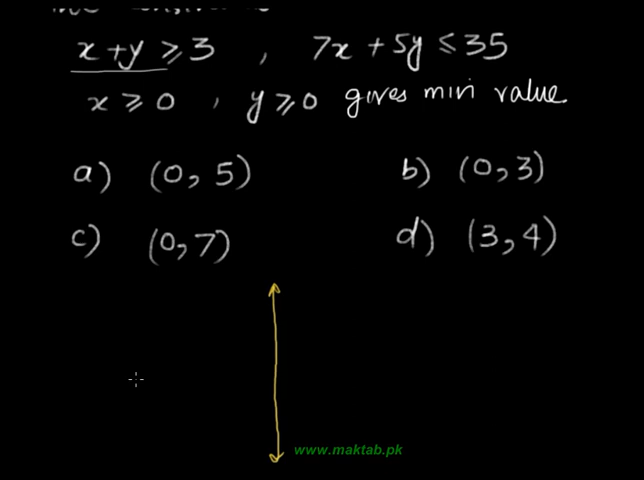 x + y ≥ 3 , 7x + 5y ≤ 35
x ≥ 0 , y ≥ 0 gives min value.
a) (0, 5) b) (0, 3)
c) (0, 7) d) (3, 4)
www.maktab.pk